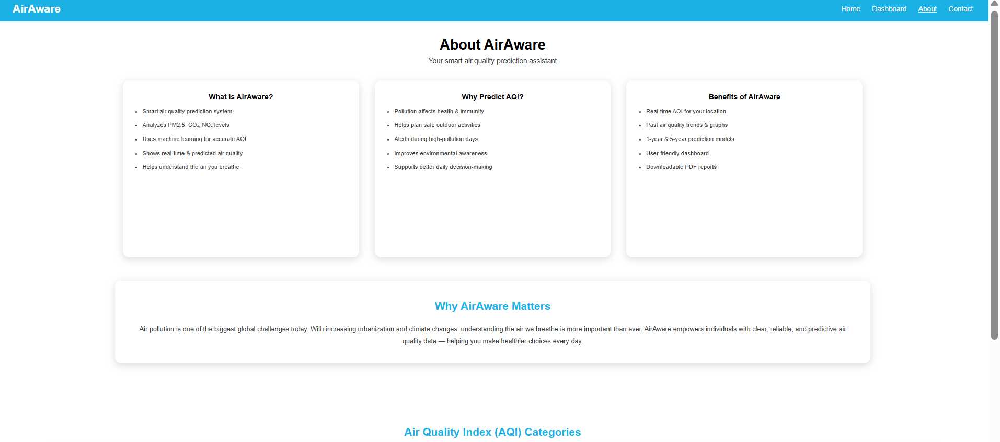 AirAware
Home Dashboard About Contact
About AirAware
Your smart air quality prediction assistant
What is AirAware?
• Smart air quality prediction system
• Analyzes PM2.5, CO₂, NO₂ levels
• Uses machine learning for accurate AQI
• Shows real-time & predicted air quality
• Helps understand the air you breathe
Why Predict AQI?
• Pollution affects health & immunity
• Helps plan safe outdoor activities
• Alerts during high-pollution days
• Improves environmental awareness
• Supports better daily decision-making
Benefits of AirAware
• Real-time AQI for your location
• Past air quality trends & graphs
• 1-year & 5-year prediction models
• User-friendly dashboard
• Downloadable PDF reports
Why AirAware Matters
Air pollution is one of the biggest global challenges today. With increasing urbanization and climate changes, understanding the air we breathe is more important than ever. AirAware empowers individuals with clear, reliable, and predictive air
quality data — helping you make healthier choices every day.
Air Quality Index (AQI) Categories